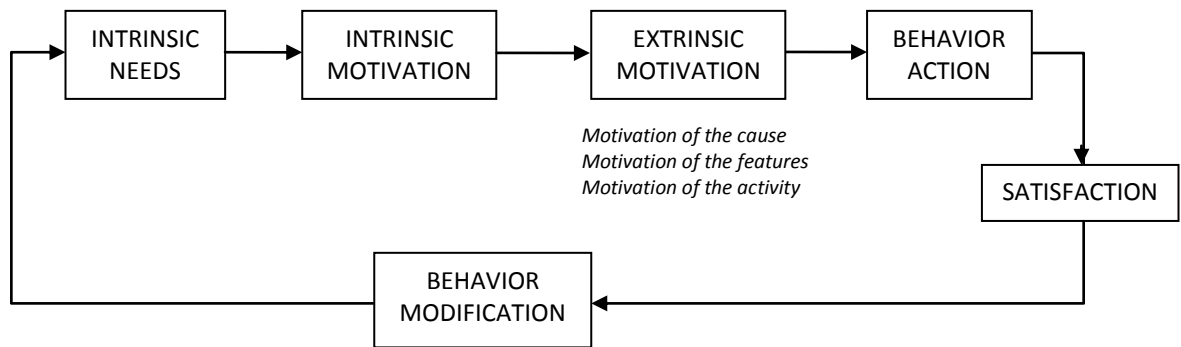 INTRINSIC
NEEDS
INTRINSIC
MOTIVATION
EXTRINSIC
MOTIVATION
BEHAVIOR
ACTION
Motivation of the cause
Motivation of the features
Motivation of the activity
SATISFACTION
BEHAVIOR
MODIFICATION